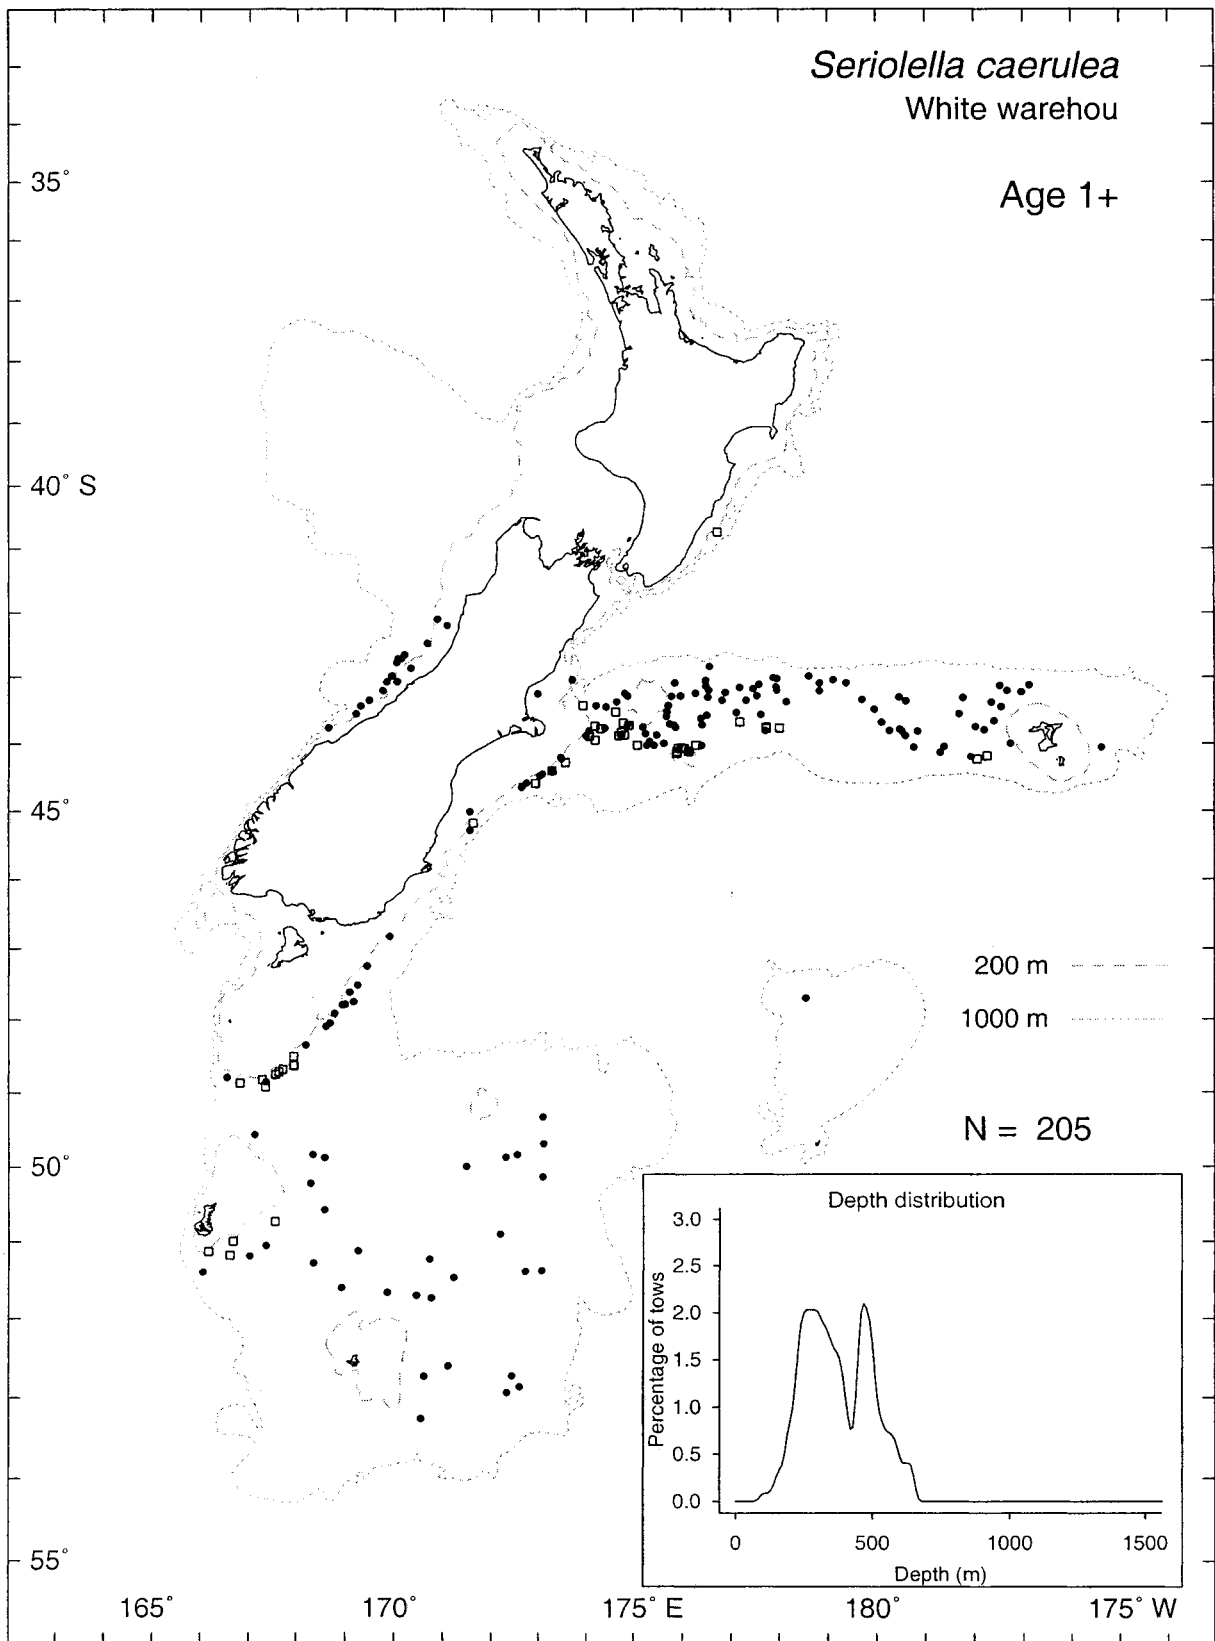 Seriolella caerulea
White warehou
Age 1+
35°
40° S
45°
200 m
1000 m
N = 205
50°
Depth distribution
3.0
2.5
2.0
1.5
1.0
0.5
0.0
Percentage of tows
0 500 1000 1500
Depth (m)
55°
165° 170° 175° E 180° 175° W